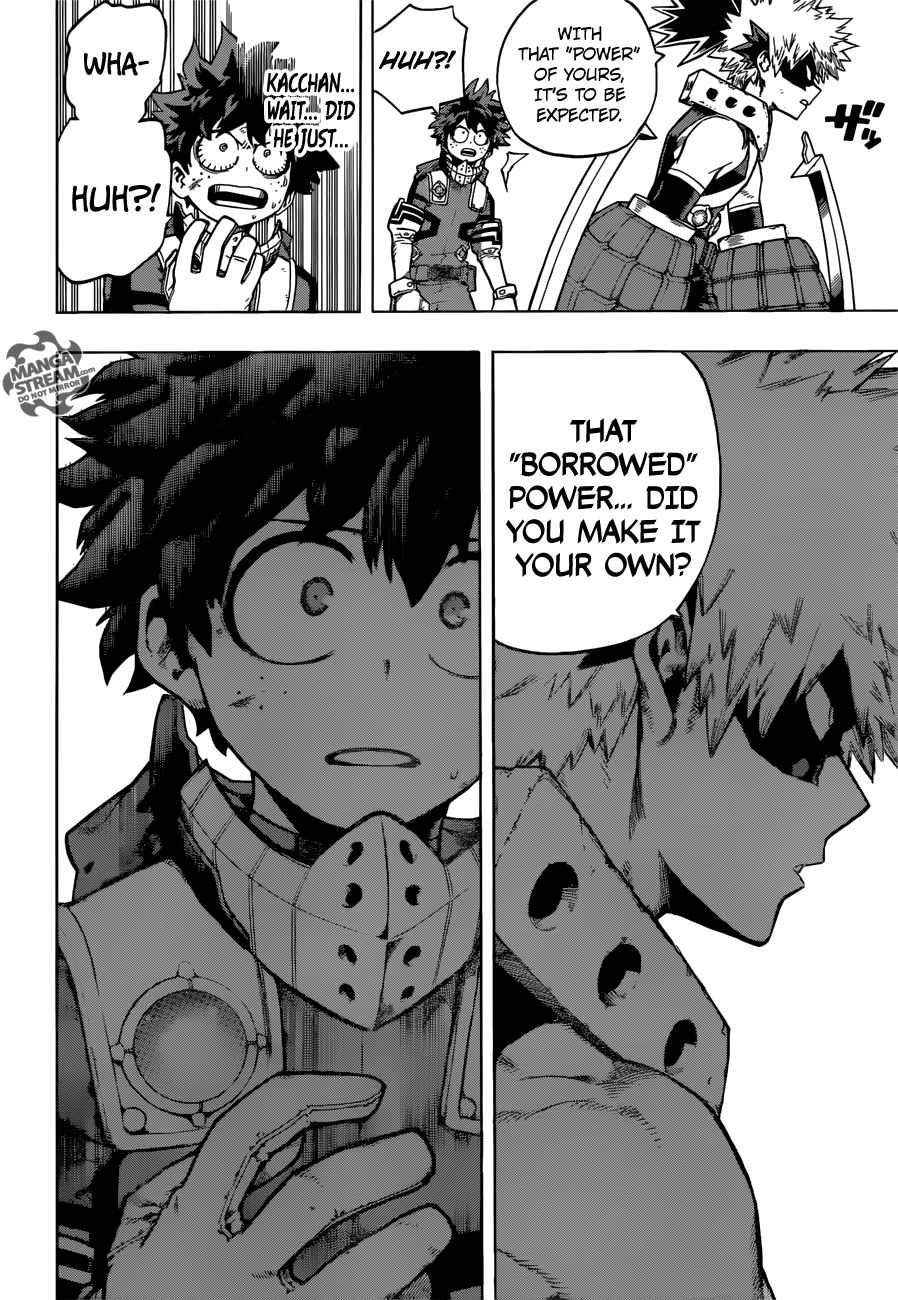 WITH
THAT "POWER"
OF YOURS,
IT'S TO BE
EXPECTED.
ザッ
HUH?!
KACCHAN...
WAIT... DID
HE JUST...
WHA-
HUH?!
THAT
"BORROWED"
POWER... DID
YOU MAKE IT
YOUR OWN?
MANGA
STREAM.com
DO NOT MIRROR